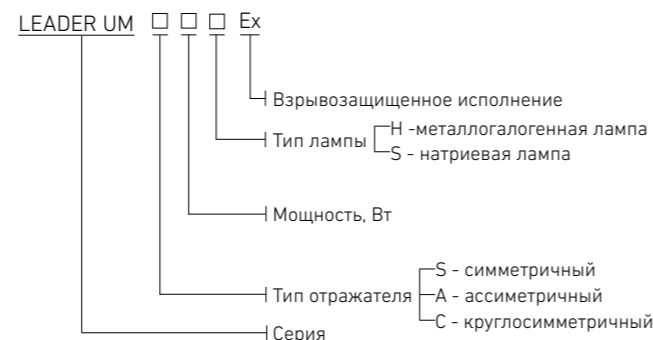 LEADER UM □ □ □ Ex
Взрывозащищенное исполнение
Тип лампы
H -металлогалогенная лампа
S - натриевая лампа
Мощность, Вт
Тип отражателя
S - симметричный
A - ассиметричный
C - круглосимметричный
Серия